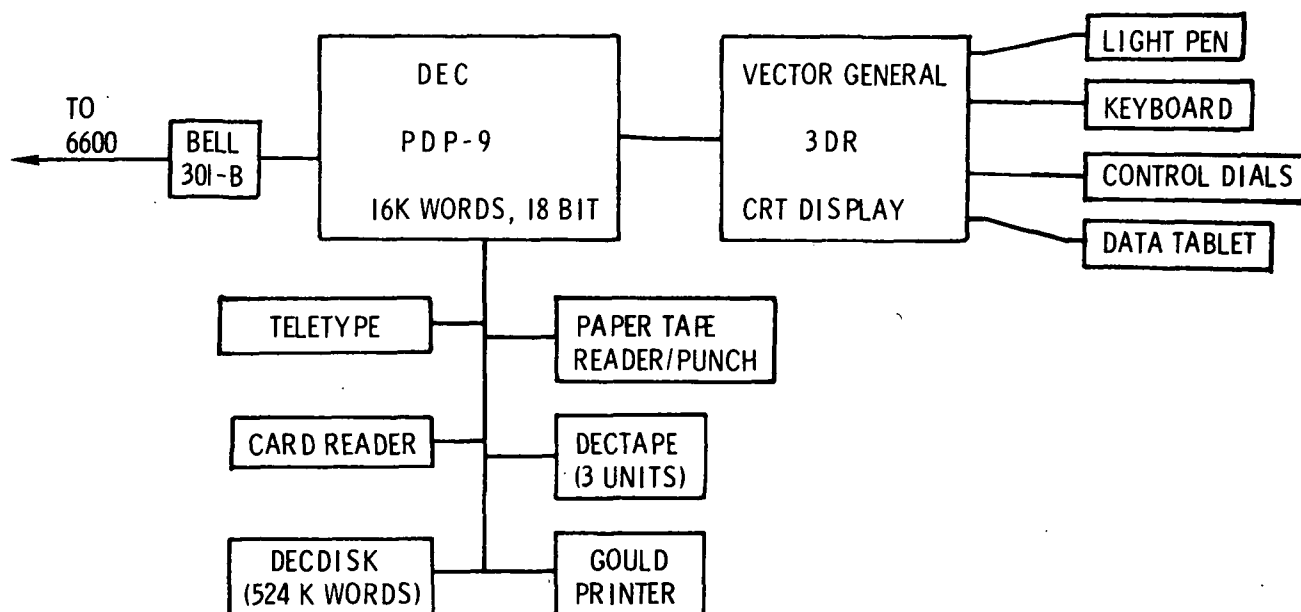 TO
6600
BELL
301-B
DEC
PDP-9
16K WORDS, 18 BIT
VECTOR GENERAL
3DR
CRT DISPLAY
LIGHT PEN
KEYBOARD
CONTROL DIALS
DATA TABLET
TELETYPE
PAPER TAPE
READER/PUNCH
CARD READER
DECTAPE
(3 UNITS)
DECDISK
(524 K WORDS)
GOULD
PRINTER